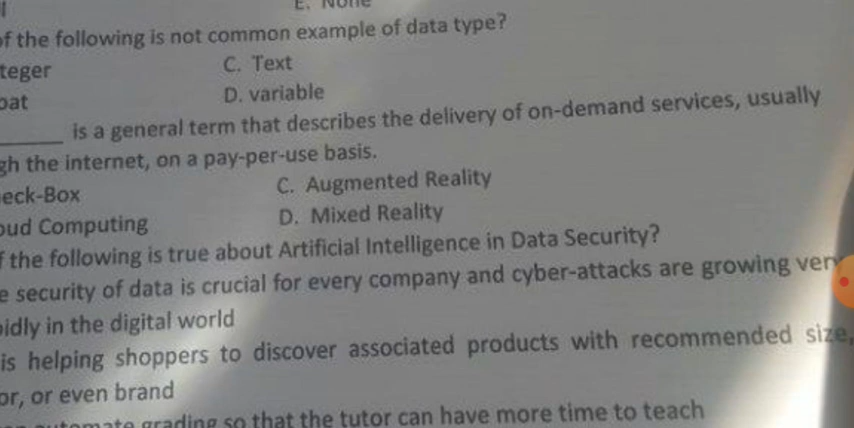 E. None
of the following is not common example of data type?
teger
C. Text
oat
D. variable
is a general term that describes the delivery of on-demand services, usually
gh the internet, on a pay-per-use basis.
eck-Box
C. Augmented Reality
oud Computing
D. Mixed Reality
f the following is true about Artificial Intelligence in Data Security?
e security of data is crucial for every company and cyber-attacks are growing very
pidly in the digital world
is helping shoppers to discover associated products with recommended size,
or, or even brand
automate grading so that the tutor can have more time to teach